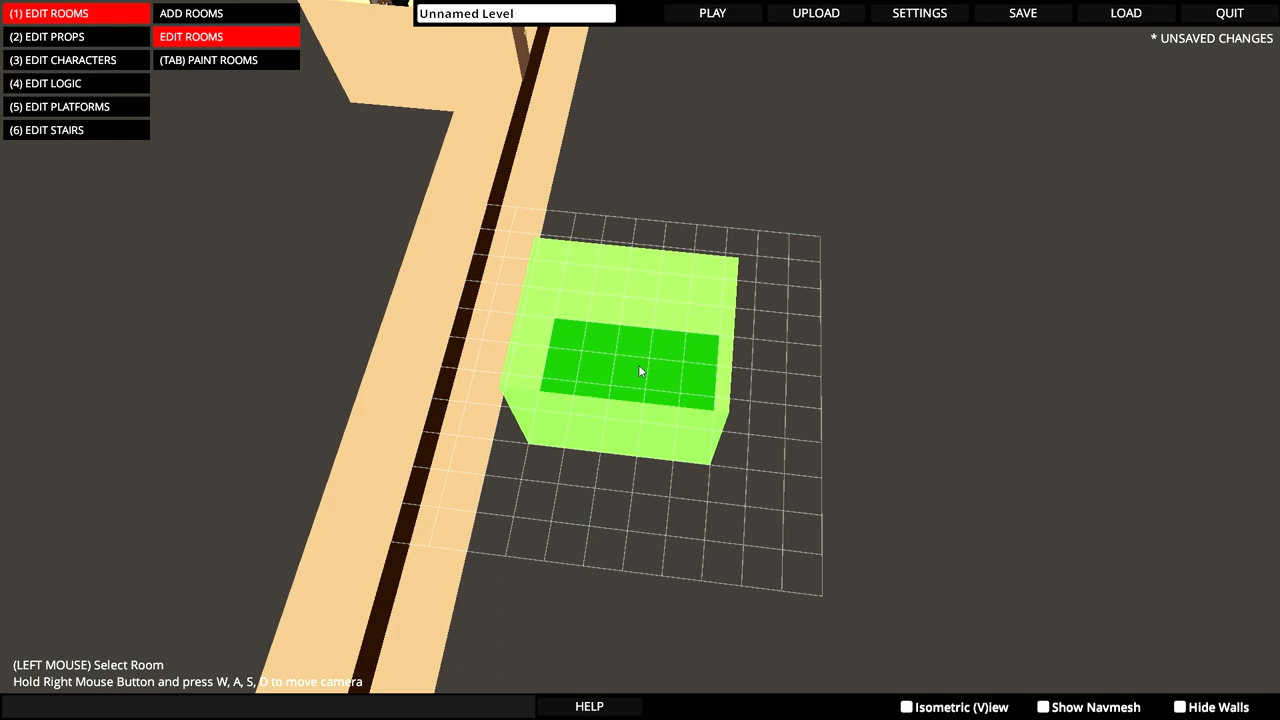 (1) EDIT ROOMS
ADD ROOMS
Unnamed Level
PLAY
UPLOAD
SETTINGS
SAVE
LOAD
QUIT
(2) EDIT PROPS
EDIT ROOMS
* UNSAVED CHANGES
(3) EDIT CHARACTERS
(TAB) PAINT ROOMS
(4) EDIT LOGIC
(5) EDIT PLATFORMS
(6) EDIT STAIRS
(LEFT MOUSE) Select Room
Hold Right Mouse Button and press W, A, S, D to move camera
HELP
Isometric (V)iew
Show Navmesh
Hide Walls